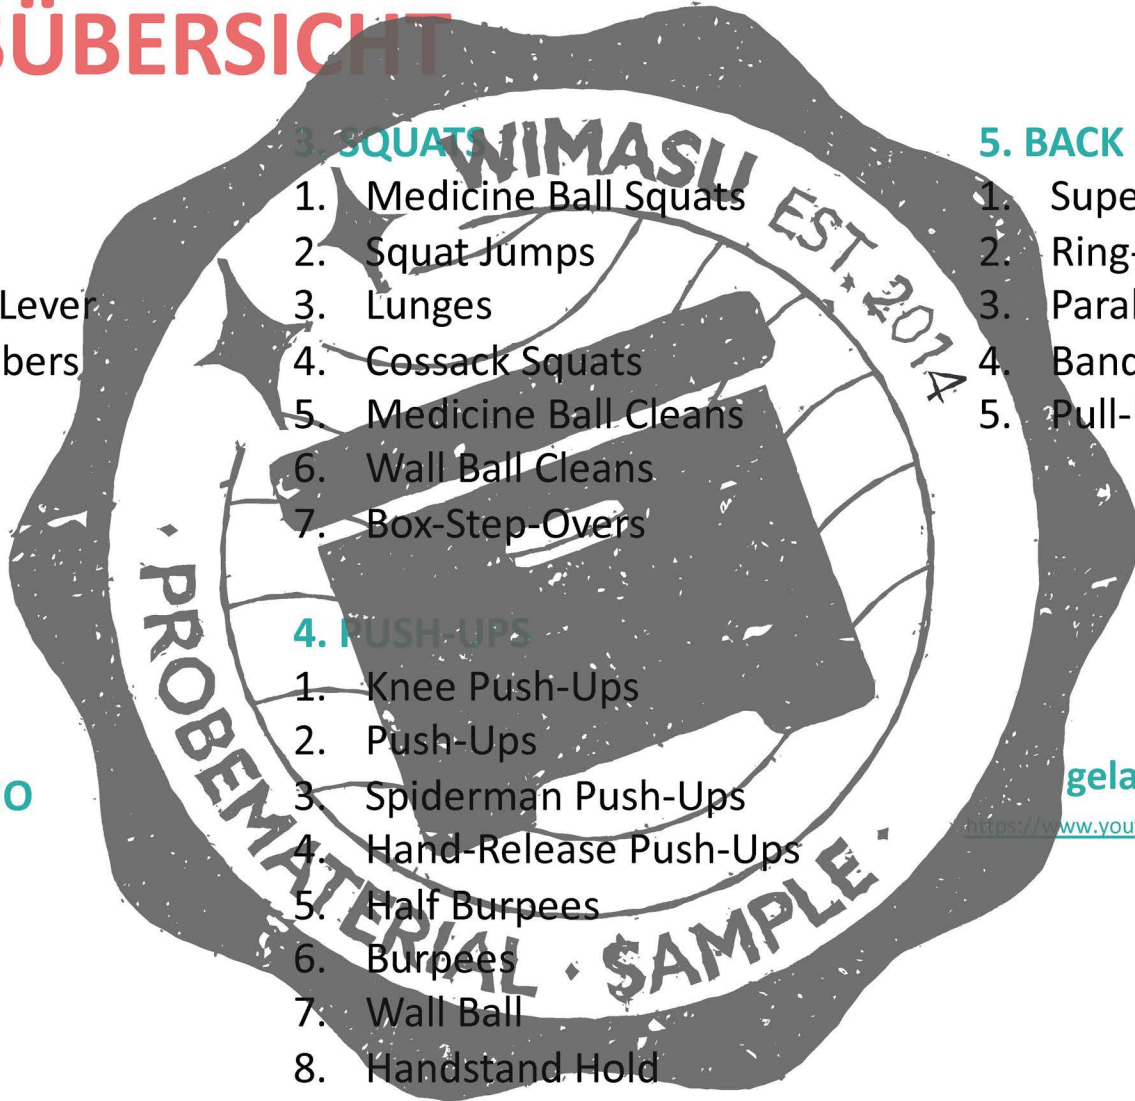 SÜBERSICHT
Lever
bers
O
3. SQUATS
1. Medicine Ball Squats
2. Squat Jumps
3. Lunges
4. Cossack Squats
5. Medicine Ball Cleans
6. Wall Ball Cleans
7. Box-Step-Overs
4. PUSH-UPS
1. Knee Push-Ups
2. Push-Ups
3. Spiderman Push-Ups
4. Hand-Release Push-Ups
5. Half Burpees
6. Burpees
7. Wall Ball
8. Handstand Hold
5. BACK
1. Supe
2. Ring-
3. Paral
4. Band
5. Pull-
gela
https://www.you
WIMASU EST. 2014
· PROBEMATERIAL · SAMPLE ·